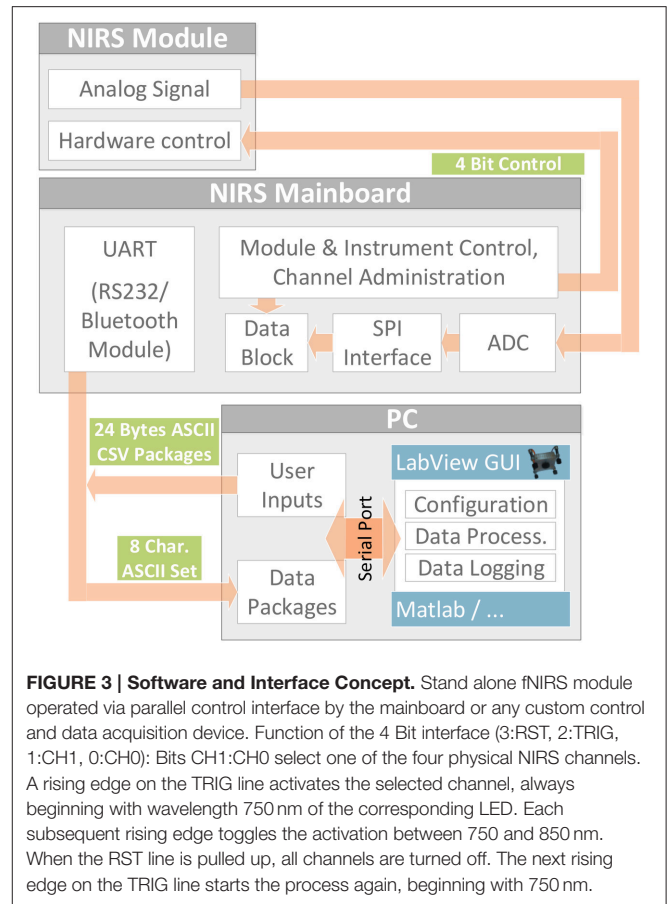 NIRS Module
Analog Signal
Hardware control
4 Bit Control
NIRS Mainboard
UART
(RS232/
Bluetooth
Module)
Module & Instrument Control,
Channel Administration
Data
Block
SPI
Interface
ADC
PC
24 Bytes ASCII
CSV Packages
User
Inputs
8 Char.
ASCII Set
Data
Packages
Serial Port
LabView GUI
Configuration
Data Process.
Data Logging
Matlab / ...
FIGURE 3 | Software and Interface Concept. Stand alone fNIRS module
operated via parallel control interface by the mainboard or any custom control
and data acquisition device. Function of the 4 Bit interface (3:RST, 2:TRIG,
1:CH1, 0:CH0): Bits CH1:CH0 select one of the four physical NIRS channels.
A rising edge on the TRIG line activates the selected channel, always
beginning with wavelength 750 nm of the corresponding LED. Each
subsequent rising edge toggles the activation between 750 and 850 nm.
When the RST line is pulled up, all channels are turned off. The next rising
edge on the TRIG line starts the process again, beginning with 750 nm.